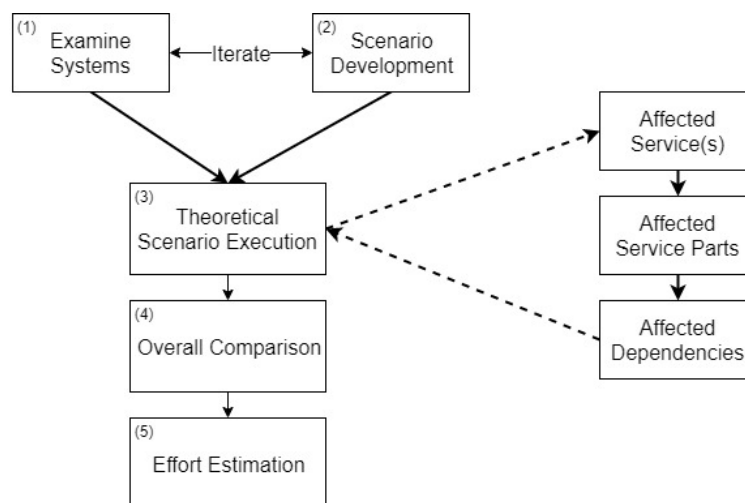 (1)
Examine
Systems
Iterate
(2)
Scenario
Development
(3)
Theoretical
Scenario Execution
(4)
Overall Comparison
(5)
Effort Estimation
Affected
Service(s)
Affected
Service Parts
Affected
Dependencies